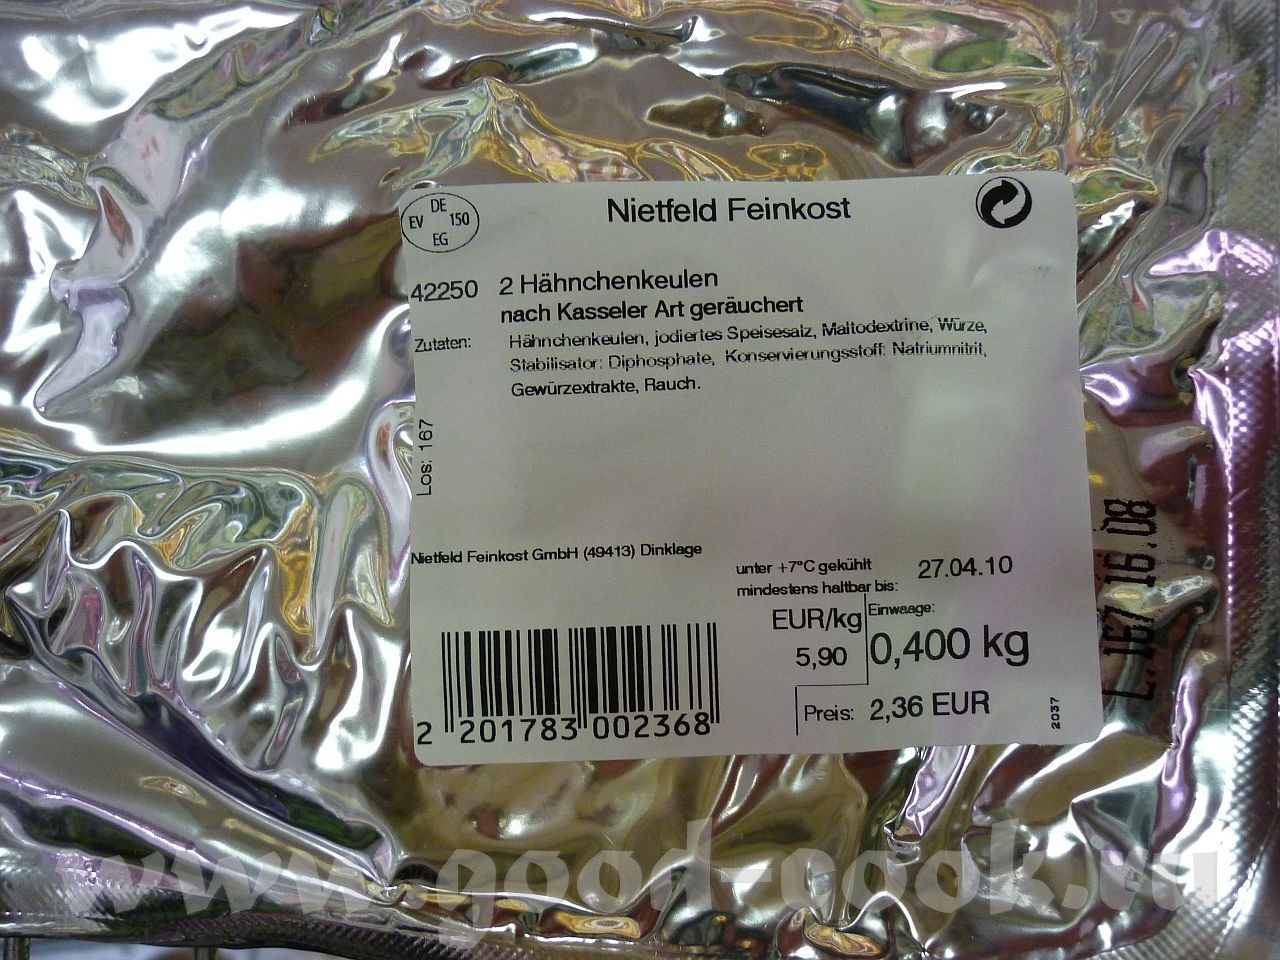 DE
EV 150
EG
Nietfeld Feinkost
42250 2 Hähnchenkeulen
nach Kasseler Art geräuchert
Zutaten: Hähnchenkeulen, jodiertes Speisesalz, Maltodextrine, Würze,
Stabilisator: Diphosphate, Konservierungsstoff: Natriumnitrit,
Gewürzextrakte, Rauch.
Los: 167
Nietfeld Feinkost GmbH (49413) Dinklage
unter +7°C gekühlt
mindestens haltbar bis: 27.04.10
EUR/kg Einwaage:
5,90 0,400 kg
Preis: 2,36 EUR
2037
2 201783 002368
L.167 16.08
www.good-cook.ru